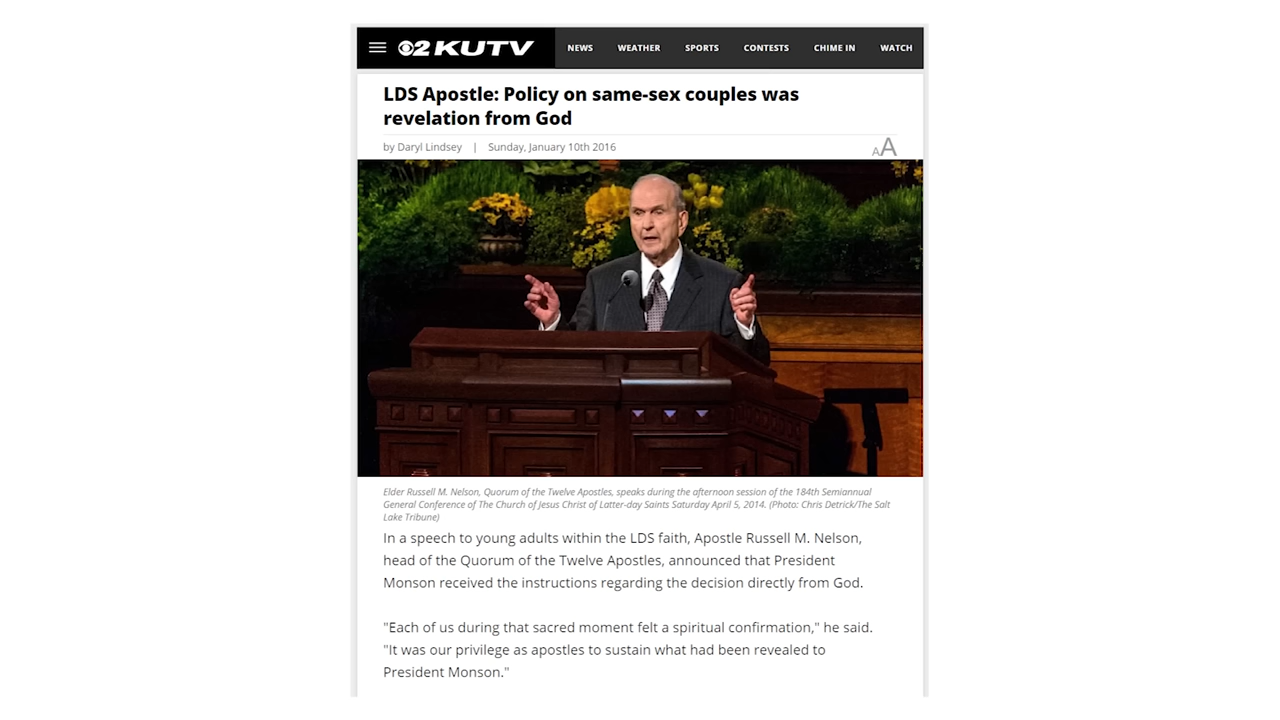 2 KUTV NEWS WEATHER SPORTS CONTESTS CHIME IN WATCH
LDS Apostle: Policy on same-sex couples was
revelation from God
by Daryl Lindsey | Sunday, January 10th 2016 AA
Elder Russell M. Nelson, Quorum of the Twelve Apostles, speaks during the afternoon session of the 184th Semiannual
General Conference of The Church of Jesus Christ of Latter-day Saints Saturday April 5, 2014. (Photo: Chris Detrick/The Salt
Lake Tribune)
In a speech to young adults within the LDS faith, Apostle Russell M. Nelson,
head of the Quorum of the Twelve Apostles, announced that President
Monson received the instructions regarding the decision directly from God.
"Each of us during that sacred moment felt a spiritual confirmation," he said.
"It was our privilege as apostles to sustain what had been revealed to
President Monson."